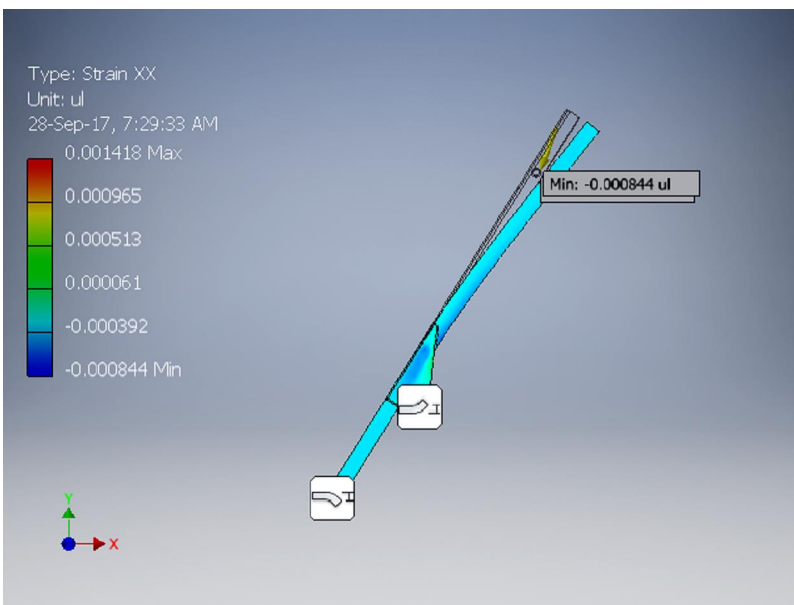 Type: Strain XX
Unit: ul
28-Sep-17, 7:29:33 AM
0.001418 Max
0.000965
0.000513
0.000061
-0.000392
-0.000844 Min
Min: -0.000844 ul
Y
X